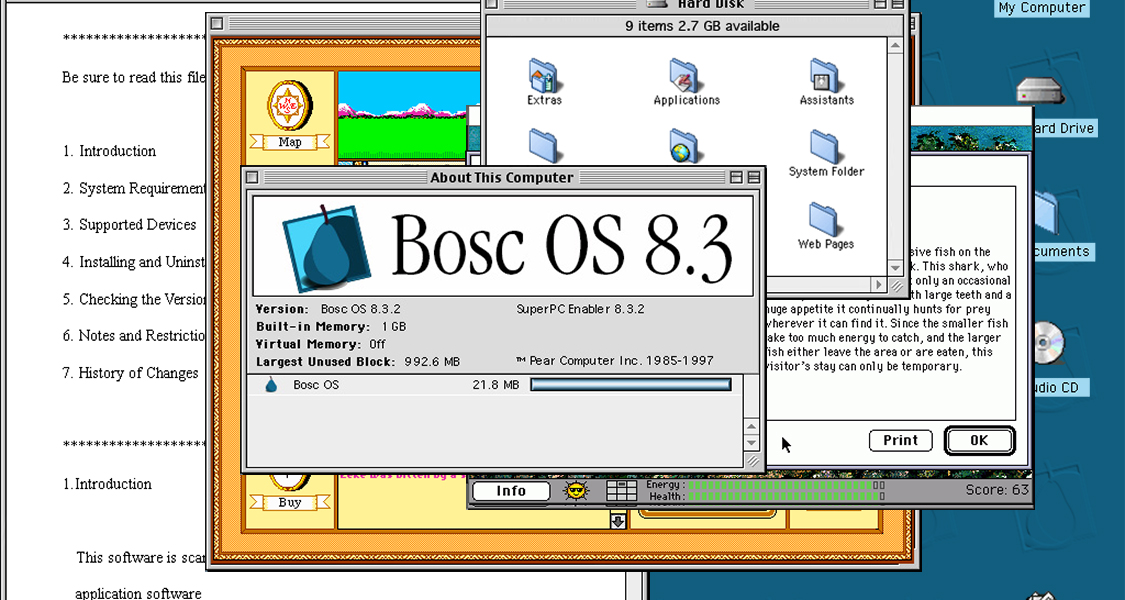 ***********************
Be sure to read this file
1. Introduction
2. System Requirement
3. Supported Devices
4. Installing and Uninst
5. Checking the Version
6. Notes and Restrictio
7. History of Changes
***********************
1.Introduction
This software is scan
application software
Map
Buy
Hard Disk
9 items 2.7 GB available
Extras
Applications
Assistants
System Folder
Web Pages
About This Computer
Bosc OS 8.3
Version: Bosc OS 8.3.2
SuperPC Enabler 8.3.2
Built-in Memory: 1 GB
Virtual Memory: Off
Largest Unused Block: 992.6 MB
™ Pear Computer Inc. 1985-1997
Bosc OS 21.8 MB
sive fish on the
k. This shark, who
only an occasional
th large teeth and a
huge appetite it continually hunts for prey
wherever it can find it. Since the smaller fish
take too much energy to catch, and the larger
fish either leave the area or are eaten, this
visitor's stay can only be temporary.
Print
OK
Info
Energy:
Health:
Score: 63
My Computer
ard Drive
cuments
udio CD